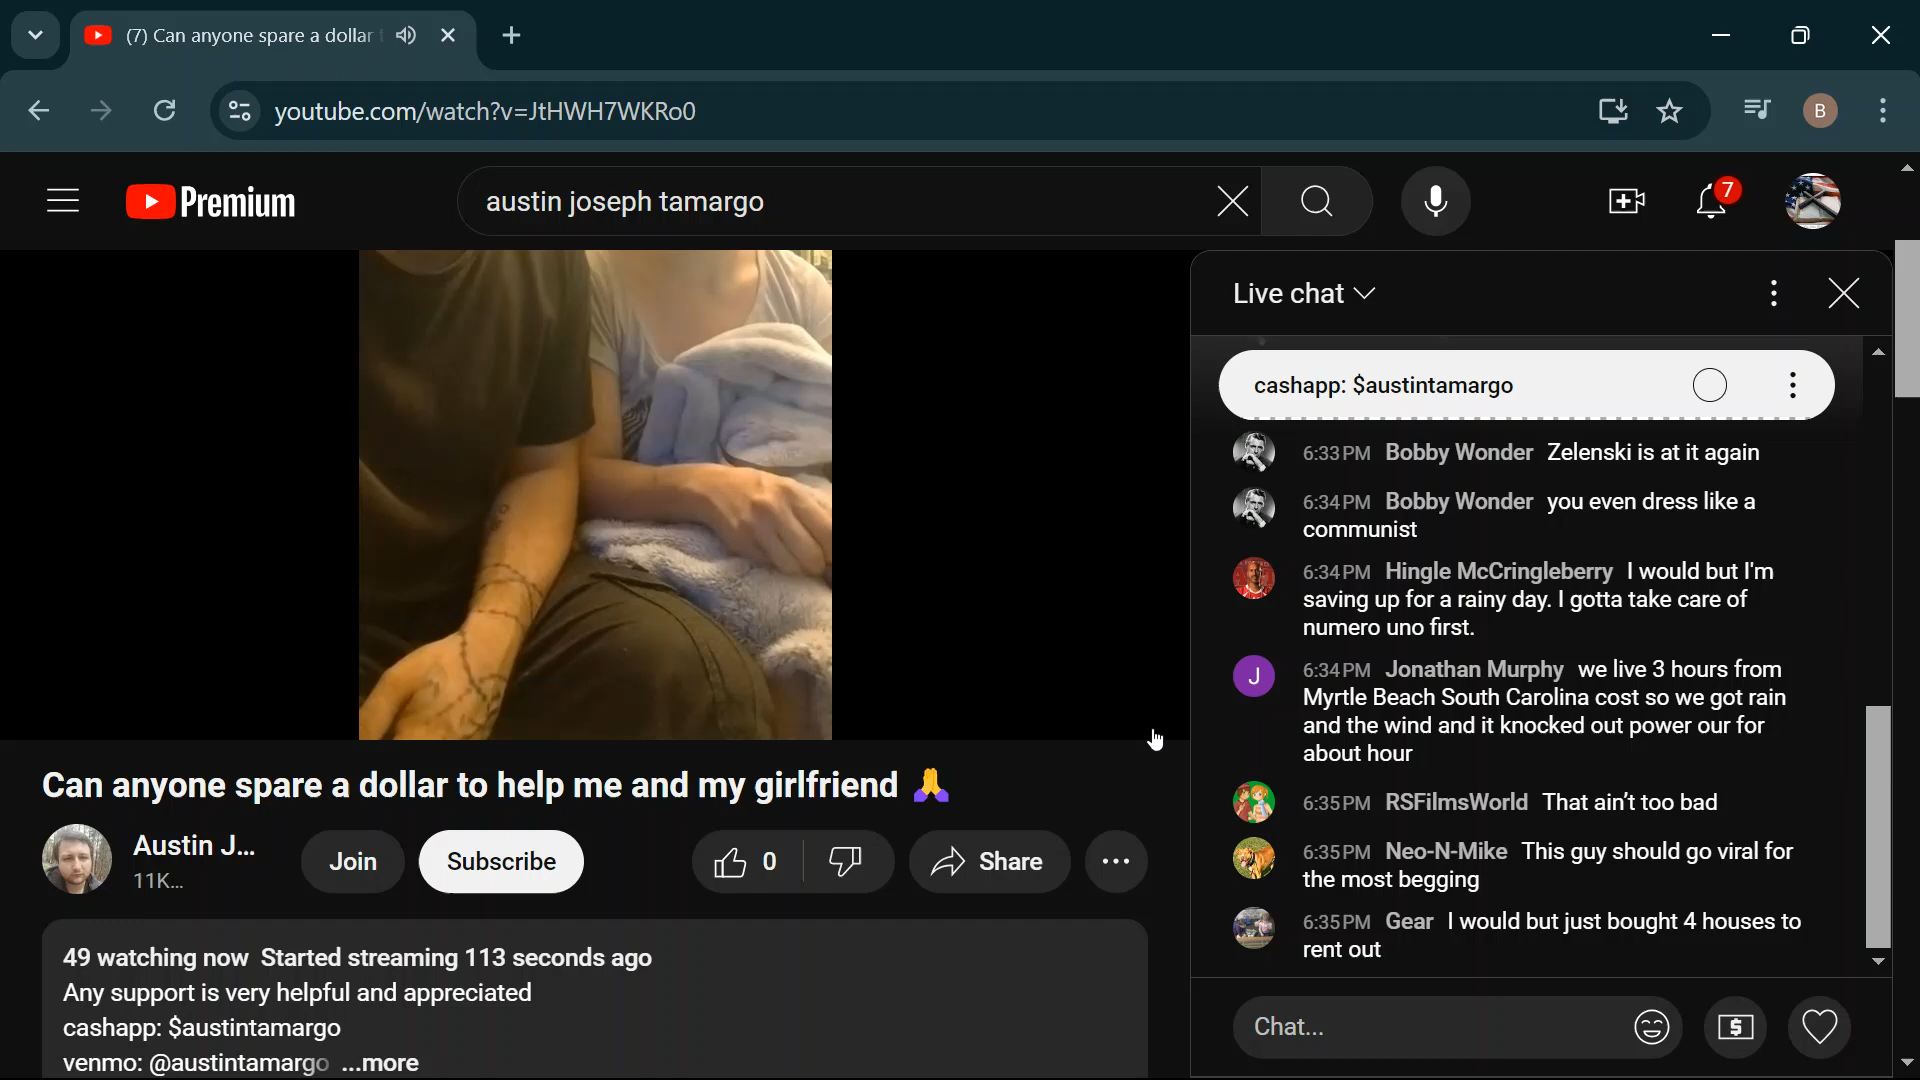 (7) Can anyone spare a dollar
youtube.com/watch?v=JtHWH7WKRo0
B
Premium
austin joseph tamargo
7
Live chat
cashapp: $austintamargo
6:33 PM Bobby Wonder Zelenski is at it again
6:34 PM Bobby Wonder you even dress like a
communist
6:34 PM Hingle McCringleberry I would but I'm
saving up for a rainy day. I gotta take care of
numero uno first.
J
6:34 PM Jonathan Murphy we live 3 hours from
Myrtle Beach South Carolina cost so we got rain
and the wind and it knocked out power our for
about hour
6:35 PM RSFilmsWorld That ain't too bad
6:35 PM Neo-N-Mike This guy should go viral for
the most begging
6:35 PM Gear I would but just bought 4 houses to
rent out
Chat...
Can anyone spare a dollar to help me and my girlfriend 🙏
Austin J...
11K...
Join
Subscribe
0
Share
49 watching now Started streaming 113 seconds ago
Any support is very helpful and appreciated
cashapp: $austintamargo
venmo: @austintamargo ...more